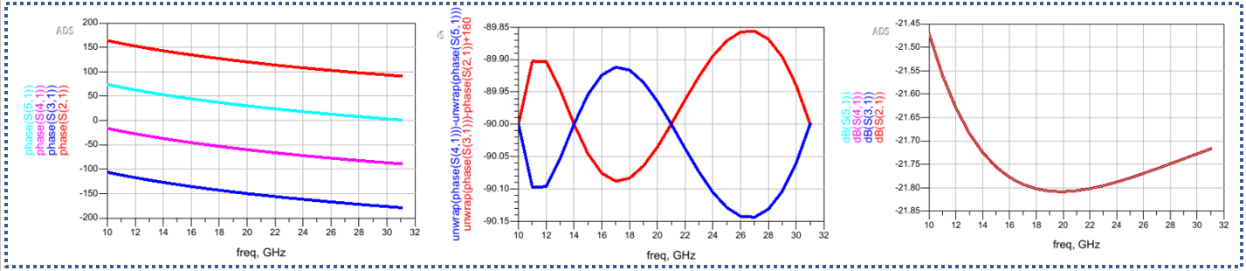 ADS
200
150
100
50
0
-50
-100
-150
-200
10 12 14 16 18 20 22 24 26 28 30 32
freq, GHz
phase(S(5,1))
phase(S(4,1))
phase(S(3,1))
phase(S(2,1))
-89.85
-89.90
-89.95
-90.00
-90.05
-90.10
-90.15
10 12 14 16 18 20 22 24 26 28 30 32
freq, GHz
unwrap(phase(S(4,1)))-unwrap(phase(S(5,1)))
unwrap(phase(S(3,1)))-phase(S(2,1))+180
ADS
-21.45
-21.50
-21.55
-21.60
-21.65
-21.70
-21.75
-21.80
-21.85
10 12 14 16 18 20 22 24 26 28 30 32
freq, GHz
dB(S(5,1))
dB(S(4,1))
dB(S(3,1))
dB(S(2,1))